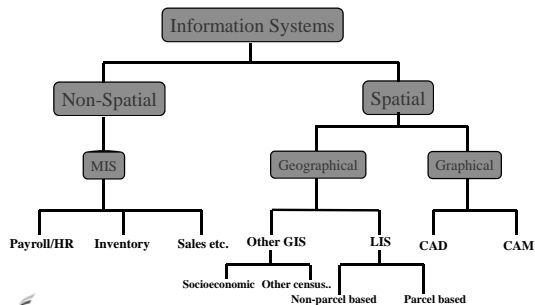 Information Systems
Non-Spatial Spatial
MIS Geographical Graphical
Payroll/HR Inventory Sales etc. Other GIS LIS CAD CAM
Socioeconomic Other census..
Non-parcel based Parcel based